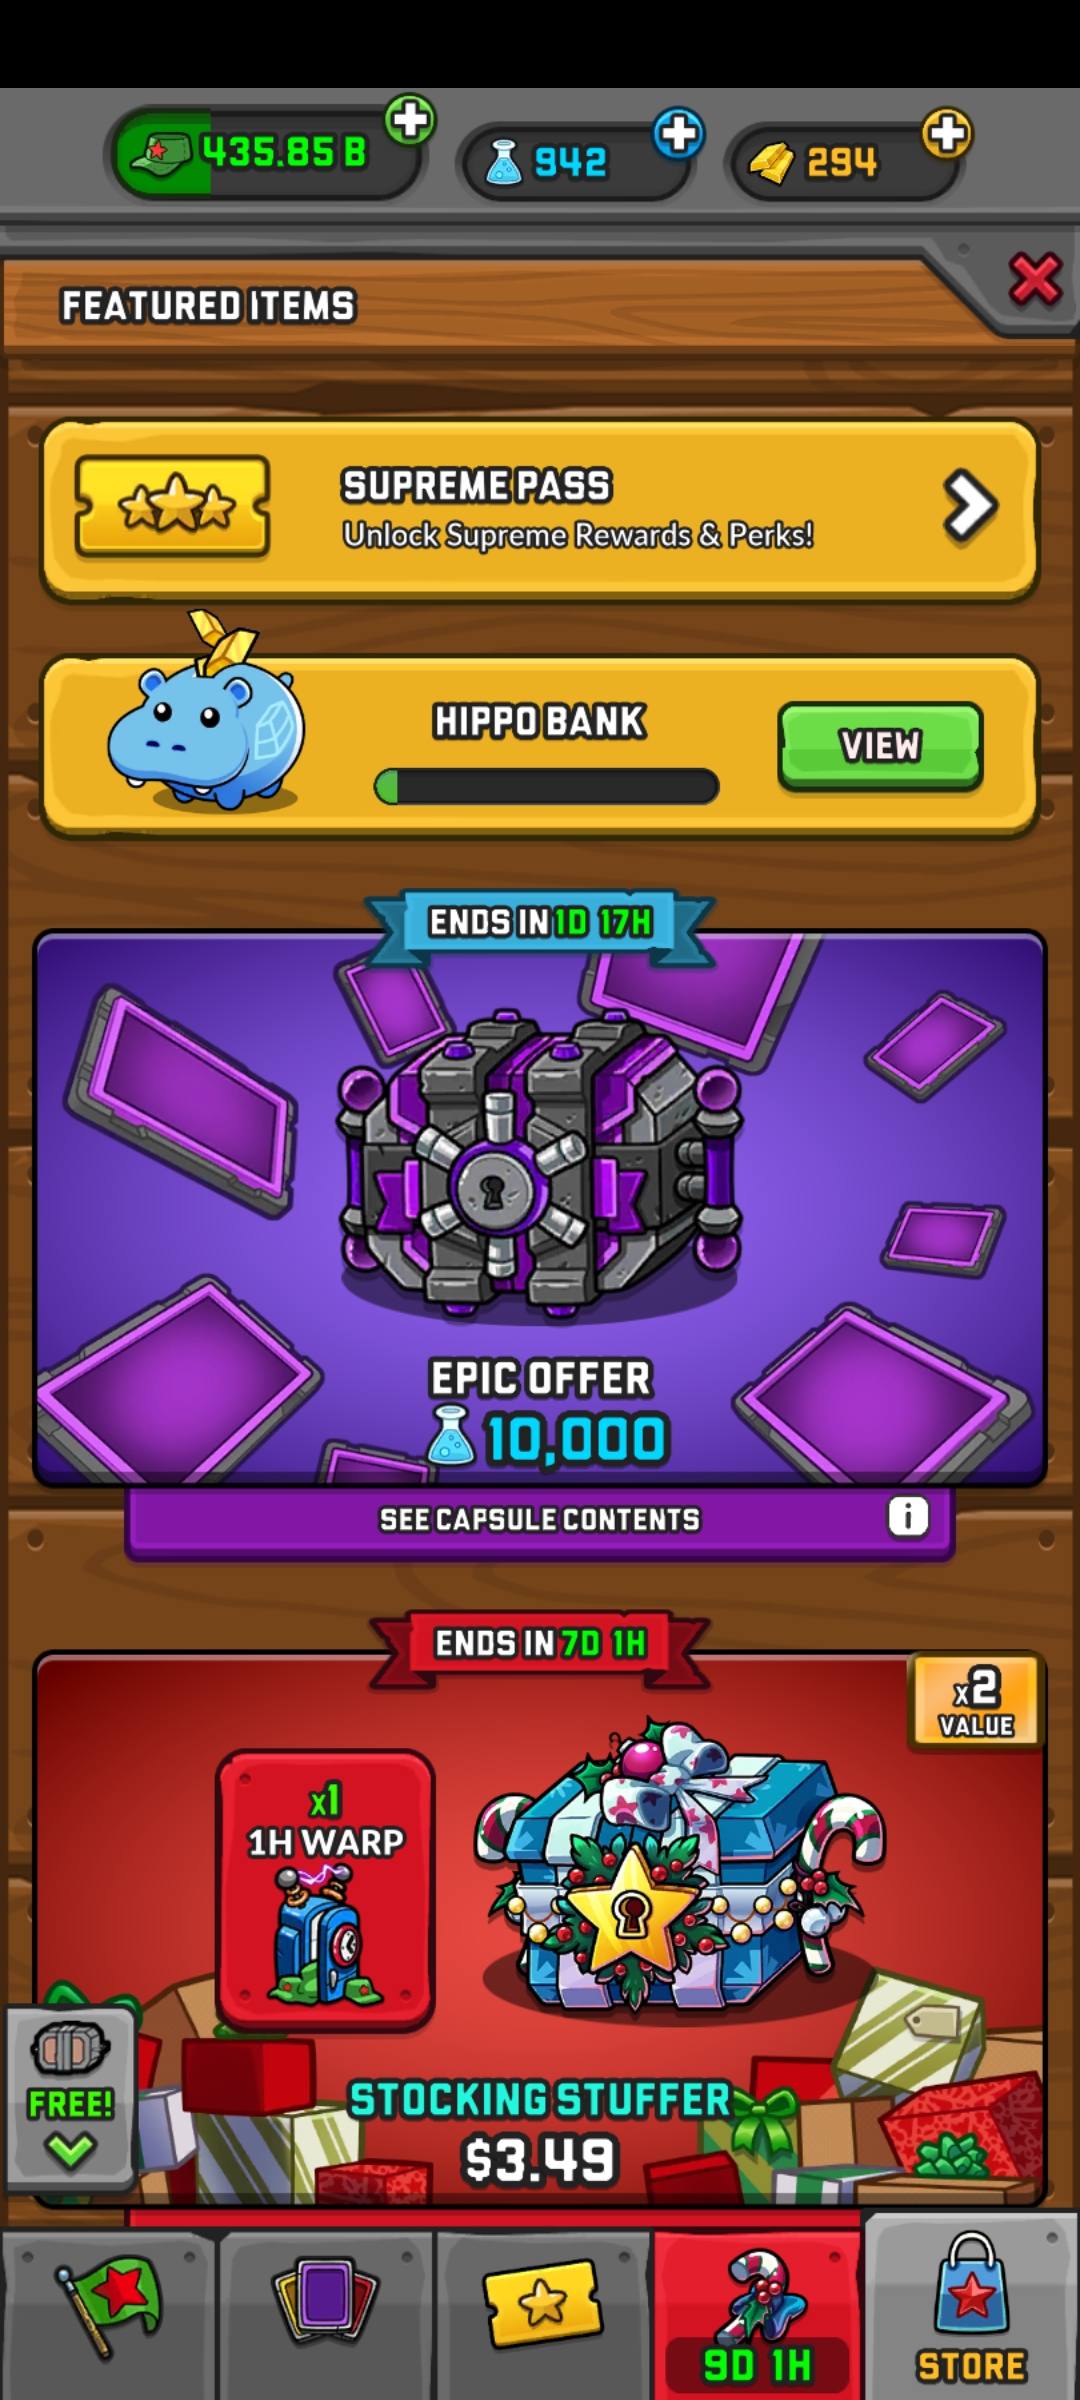 435.85 B
942
294
FEATURED ITEMS
SUPREME PASS
Unlock Supreme Rewards & Perks!
HIPPO BANK
VIEW
ENDS IN 1D 17H
EPIC OFFER
10,000
SEE CAPSULE CONTENTS
i
ENDS IN 7D 1H
x2
VALUE
x1
1H WARP
FREE!
STOCKING STUFFER
$3.49
9D 1H
STORE